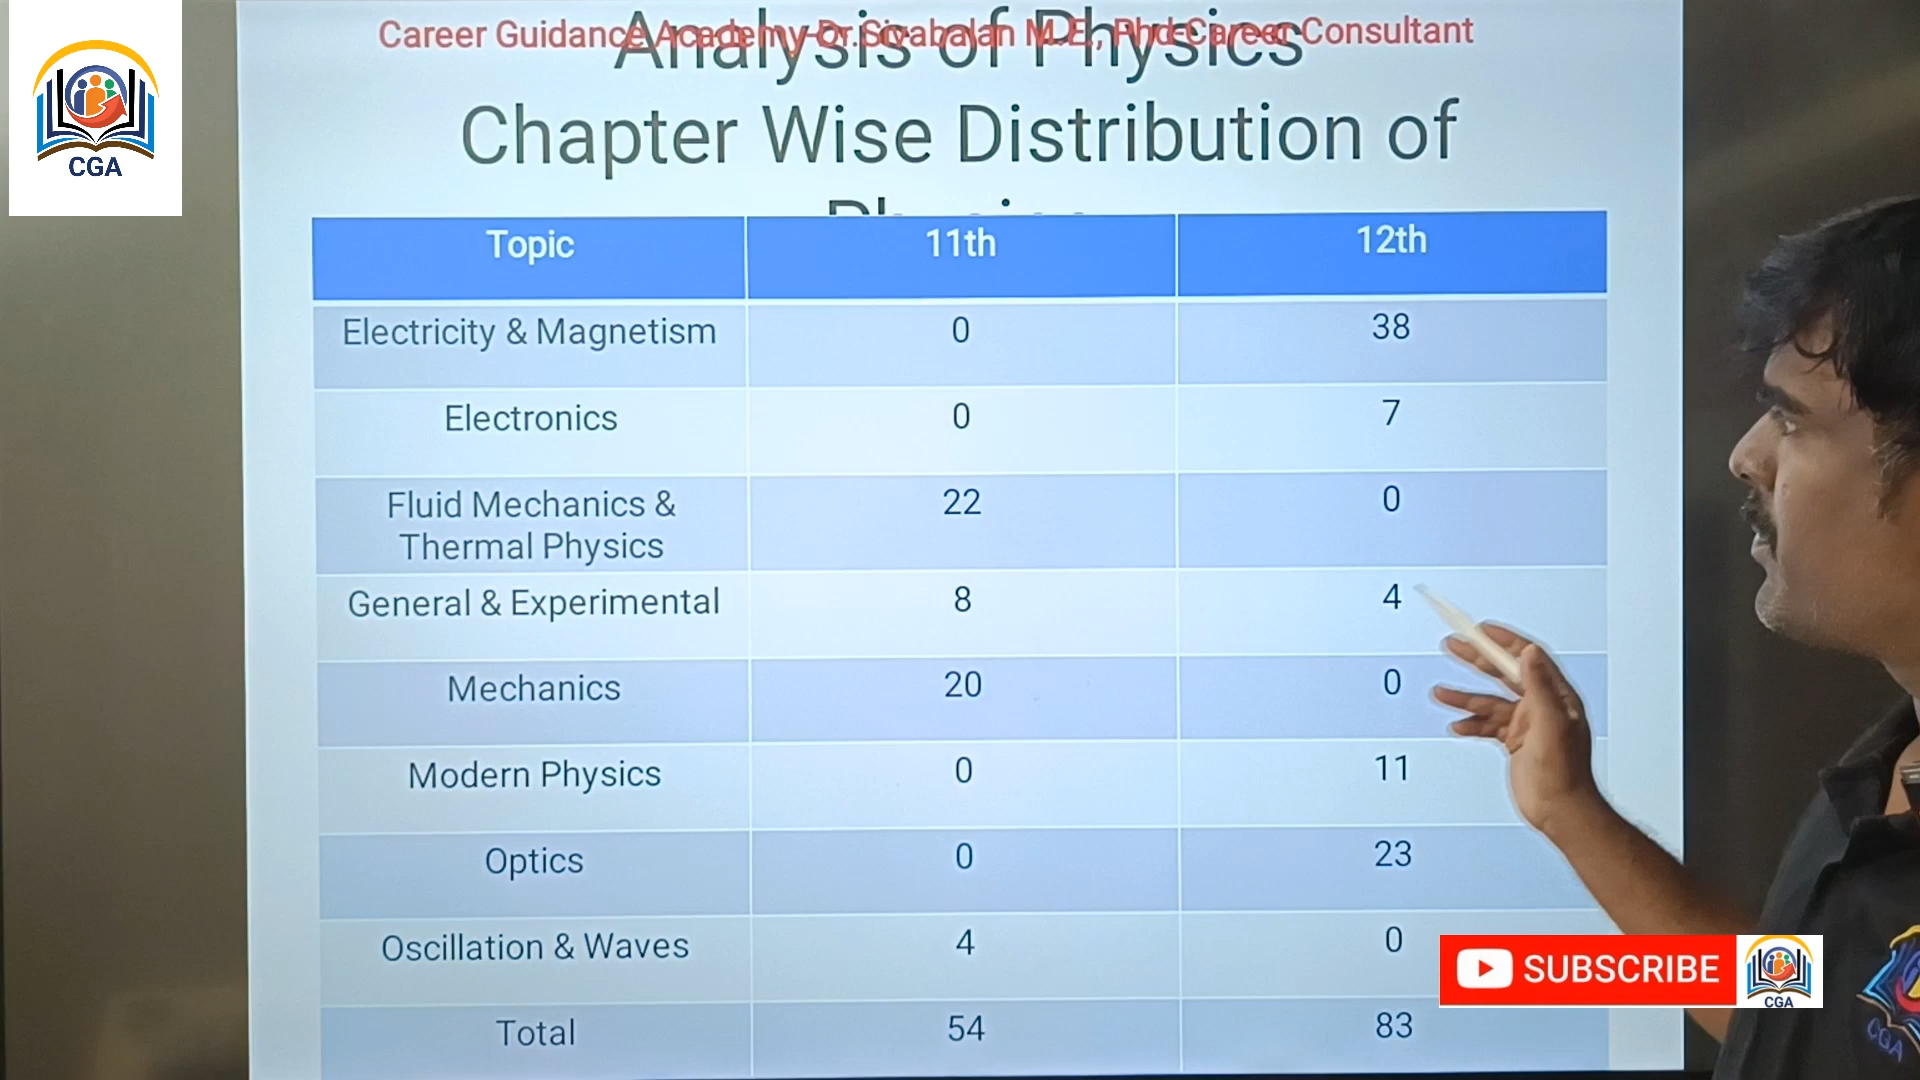 Career Guidance Academy-Dr.Sivabalan M.E., Phd-Career Consultant
Analysis of Physics
Chapter Wise Distribution of
CGA
Topic 11th 12th
Electricity & Magnetism 0 38
Electronics 0 7
Fluid Mechanics &
Thermal Physics 22 0
General & Experimental 8 4
Mechanics 20 0
Modern Physics 0 11
Optics 0 23
Oscillation & Waves 4 0
Total 54 83
SUBSCRIBE
CGA
CGA